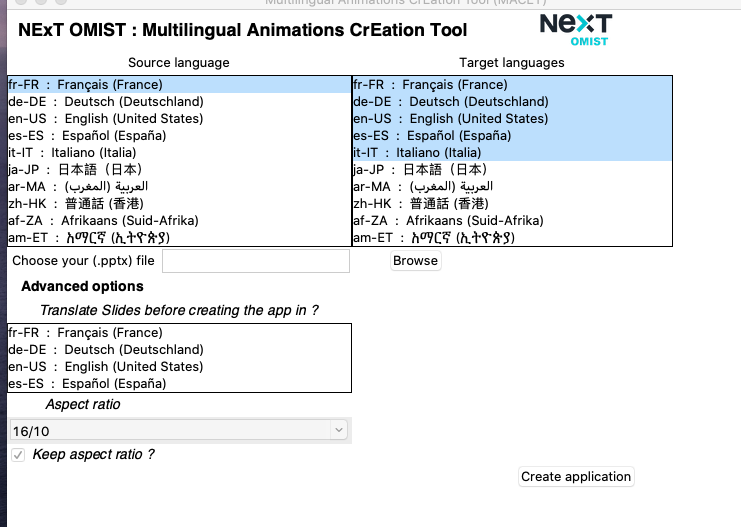 Multilingual Animations CrEation Tool (MACET)
NExT OMIST : Multilingual Animations CrEation Tool
NExT
OMIST
Source language
Target languages
fr-FR : Français (France)
de-DE : Deutsch (Deutschland)
en-US : English (United States)
es-ES : Español (España)
it-IT : Italiano (Italia)
ja-JP : 日本語（日本）
ar-MA : العربية (المغرب)
zh-HK : 普通話 (香港)
af-ZA : Afrikaans (Suid-Afrika)
am-ET : አማርኛ (ኢትዮጵያ)
fr-FR : Français (France)
de-DE : Deutsch (Deutschland)
en-US : English (United States)
es-ES : Español (España)
it-IT : Italiano (Italia)
ja-JP : 日本語（日本）
ar-MA : العربية (المغرب)
zh-HK : 普通話 (香港)
af-ZA : Afrikaans (Suid-Afrika)
am-ET : አማርኛ (ኢትዮጵያ)
Choose your (.pptx) file
Browse
Advanced options
Translate Slides before creating the app in ?
fr-FR : Français (France)
de-DE : Deutsch (Deutschland)
en-US : English (United States)
es-ES : Español (España)
Aspect ratio
16/10
Keep aspect ratio ?
Create application